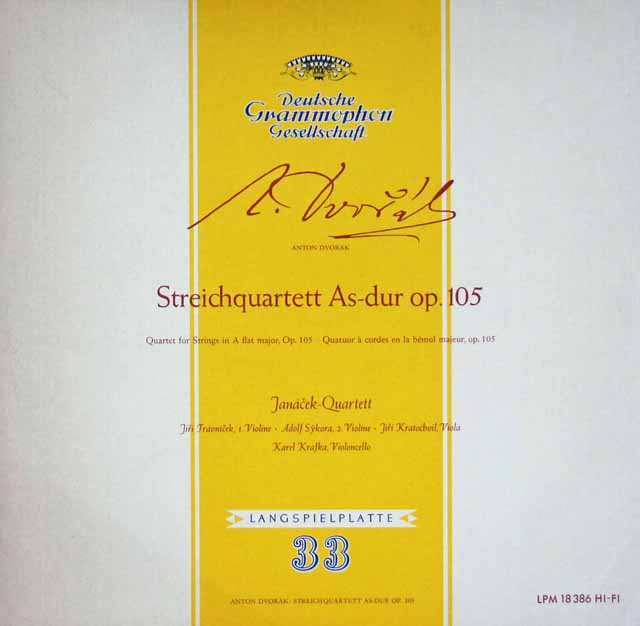 Deutsche
Grammophon
Gesellschaft
A. Dvořák
ANTON DVOŘÁK
Streichquartett As-dur op. 105
Quartet for Strings in A flat major, Op. 105 · Quatuor à cordes en la bémol majeur, op. 105
Janáček-Quartett
Jiří Trávníček, 1. Violine · Adolf Sýkora, 2. Violine · Jiří Kratochvíl, Viola
Karel Krafka, Violoncello
LANGSPIELPLATTE
33
ANTON DVOŘÁK: STREICHQUARTETT AS-DUR OP. 105
LPM 18 386 HI-FI